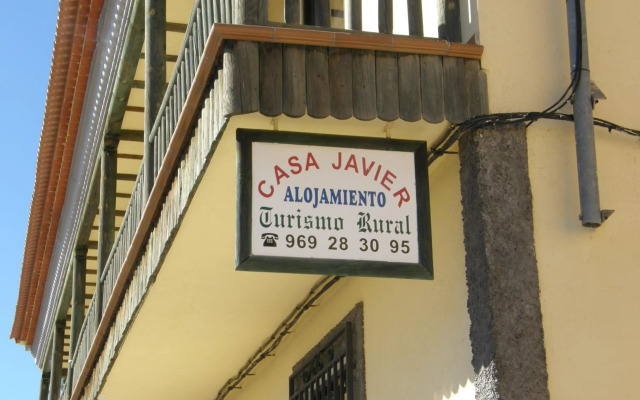 CASA JAVIER
ALOJAMIENTO
Turismo Rural
☎ 969 28 30 95